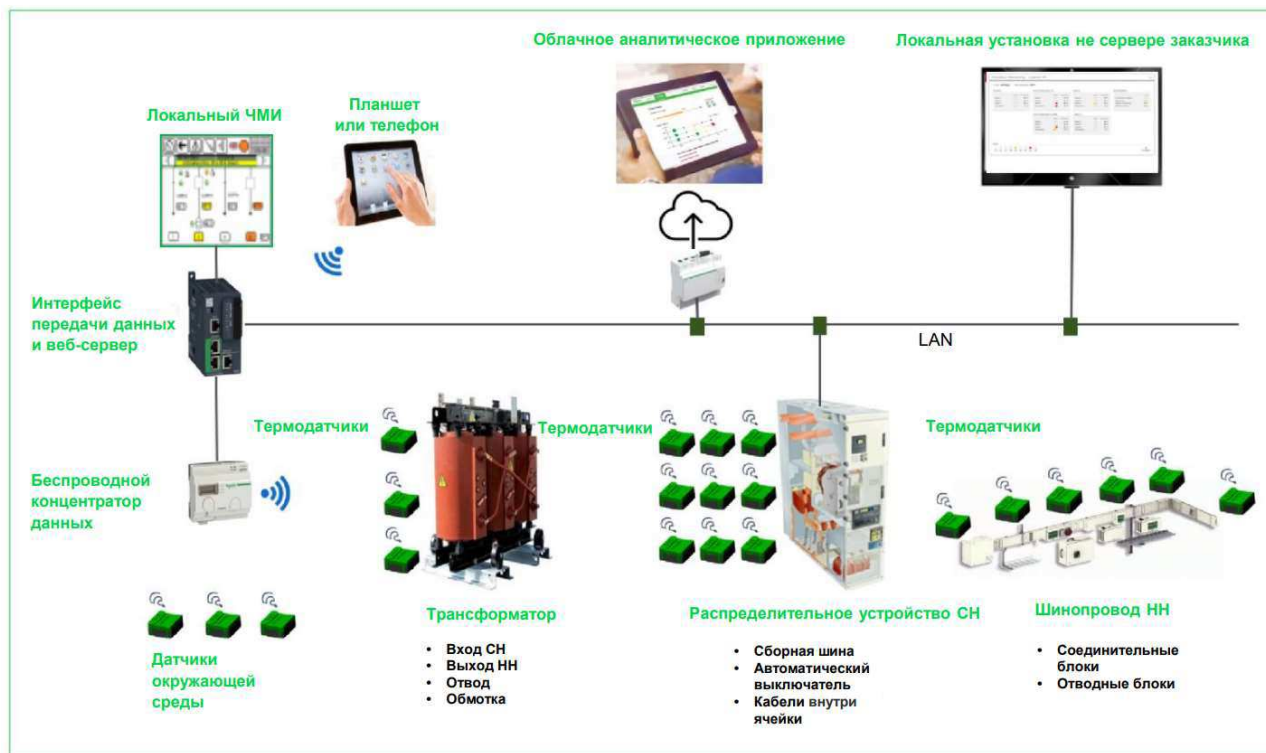 Облачное аналитическое приложение
Локальная установка не сервере заказчика
Локальный ЧМИ
Планшет
или телефон
Интерфейс
передачи данных
и веб-сервер
LAN
Термодатчики
Термодатчики
Термодатчики
Беспроводной
концентратор
данных
Датчики
окружающей
среды
Трансформатор
• Вход СН
• Выход НН
• Отвод
• Обмотка
Распределительное устройство СН
• Сборная шина
• Автоматический
выключатель
• Кабели внутри
ячейки
Шинопровод НН
• Соединительные
блоки
• Отводные блоки